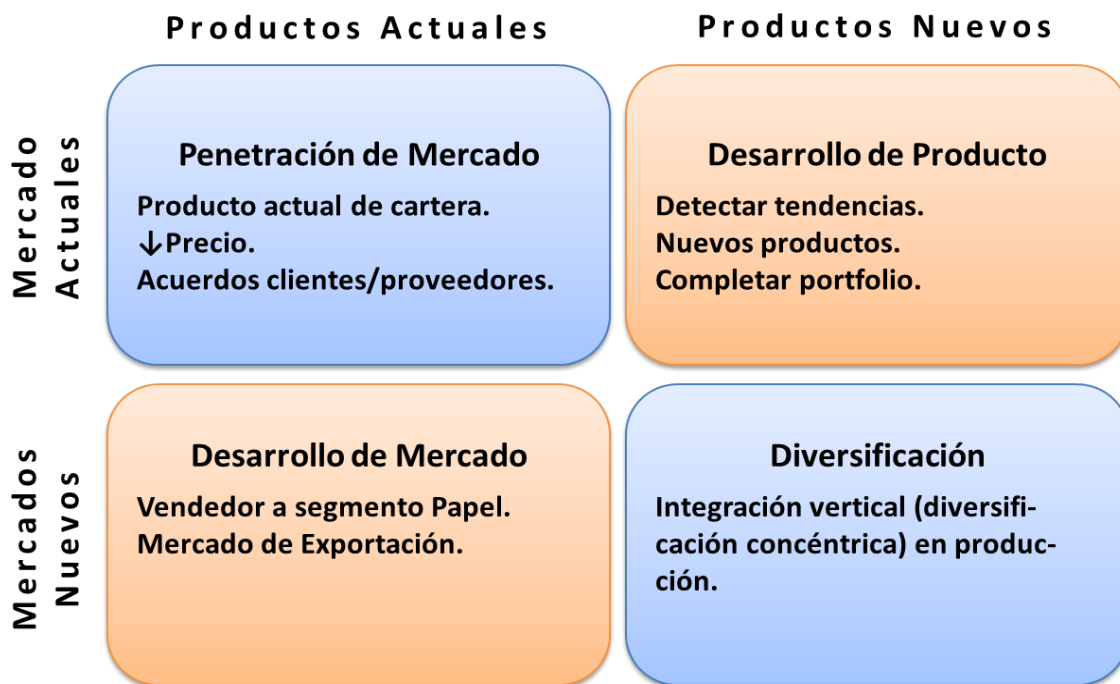 Productos Actuales
Productos Nuevos
Mercado
Actuales
Penetración de Mercado
Producto actual de cartera.
↓Precio.
Acuerdos clientes/proveedores.
Desarrollo de Producto
Detectar tendencias.
Nuevos productos.
Completar portfolio.
Mercados
Nuevos
Desarrollo de Mercado
Vendedor a segmento Papel.
Mercado de Exportación.
Diversificación
Integración vertical (diversifi-
cación concéntrica) en produc-
ción.